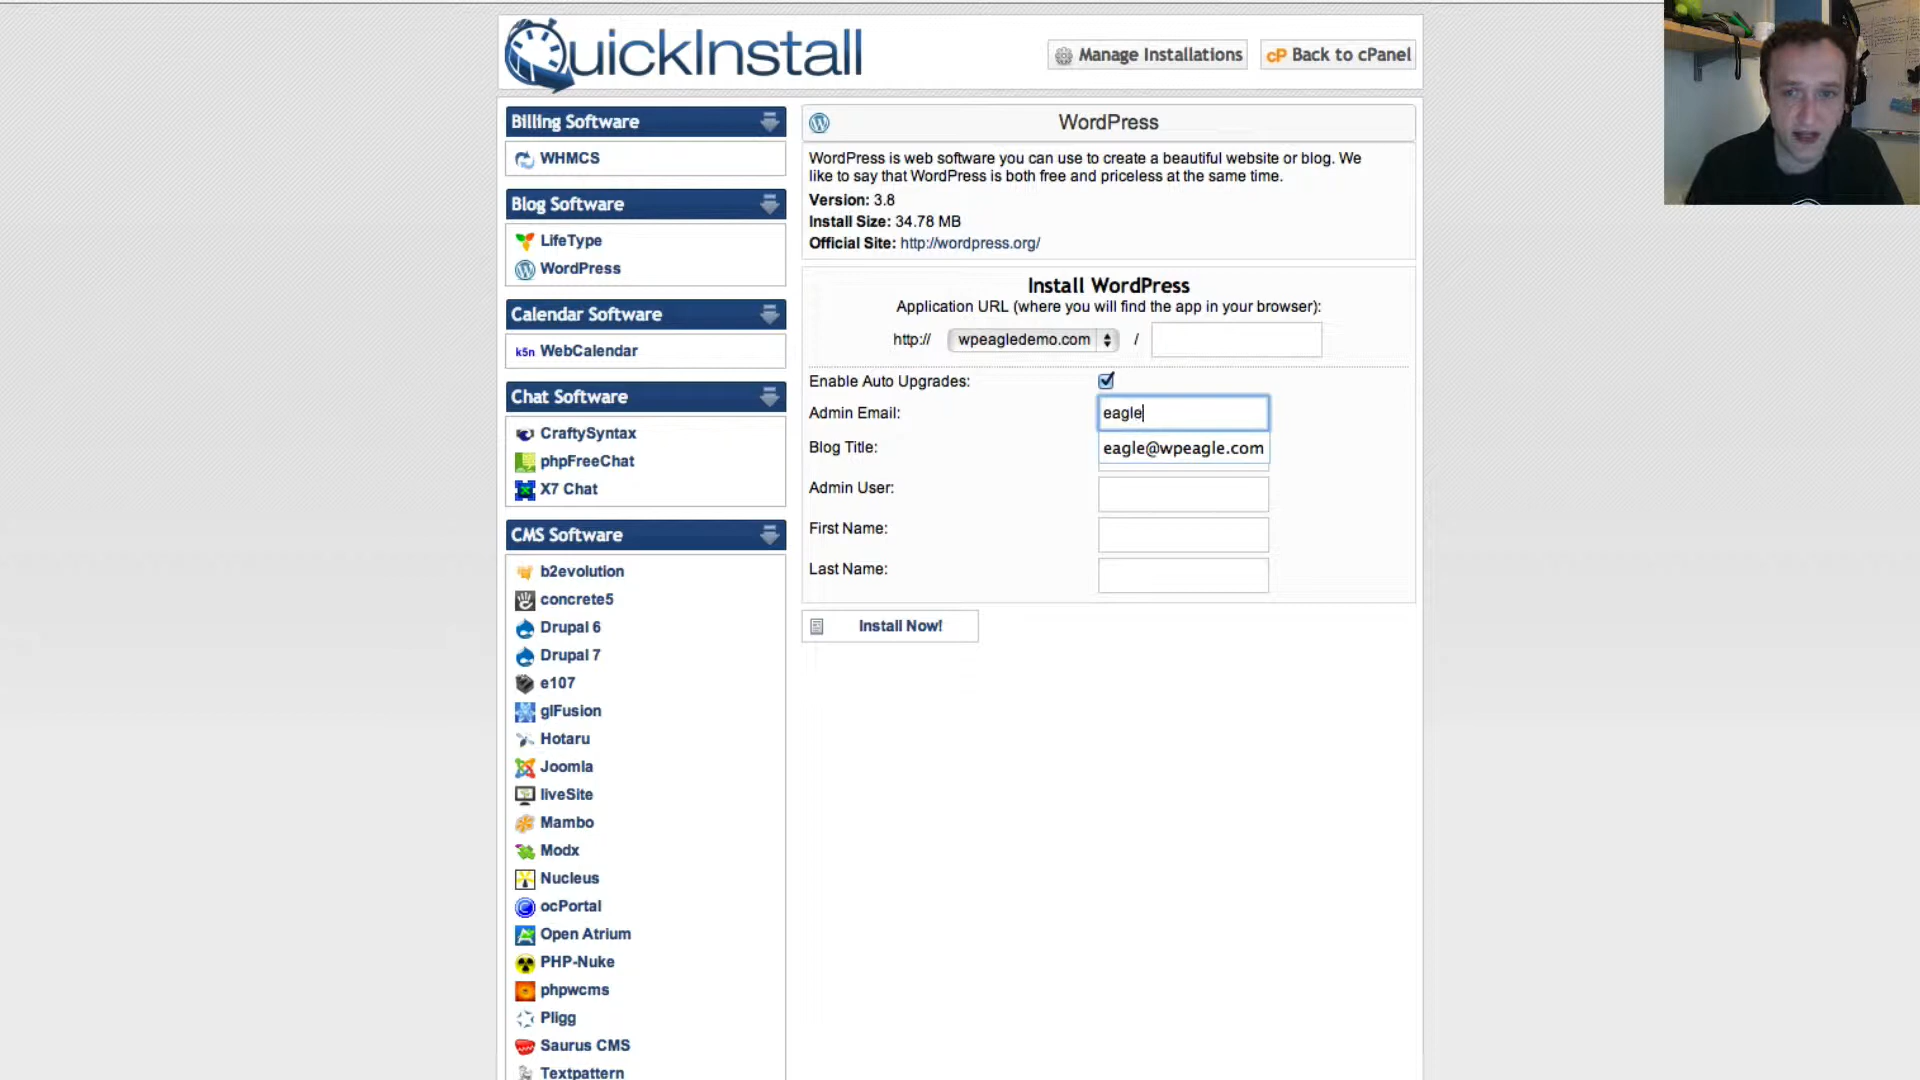 QuickInstall
Manage Installations
cP Back to cPanel
Billing Software
WHMCS
Blog Software
LifeType
WordPress
Calendar Software
k5n WebCalendar
Chat Software
CraftySyntax
phpFreeChat
X7 Chat
CMS Software
b2evolution
concrete5
Drupal 6
Drupal 7
e107
glFusion
Hotaru
Joomla
liveSite
Mambo
Modx
Nucleus
ocPortal
Open Atrium
PHP-Nuke
phpwcms
Pligg
Saurus CMS
Textpattern
WordPress
WordPress is web software you can use to create a beautiful website or blog. We
like to say that WordPress is both free and priceless at the same time.
Version: 3.8
Install Size: 34.78 MB
Official Site: http://wordpress.org/
Install WordPress
Application URL (where you will find the app in your browser):
http:// wpeagledemo.com /
Enable Auto Upgrades:
Admin Email: eagle
Blog Title: eagle@wpeagle.com
Admin User:
First Name:
Last Name:
Install Now!